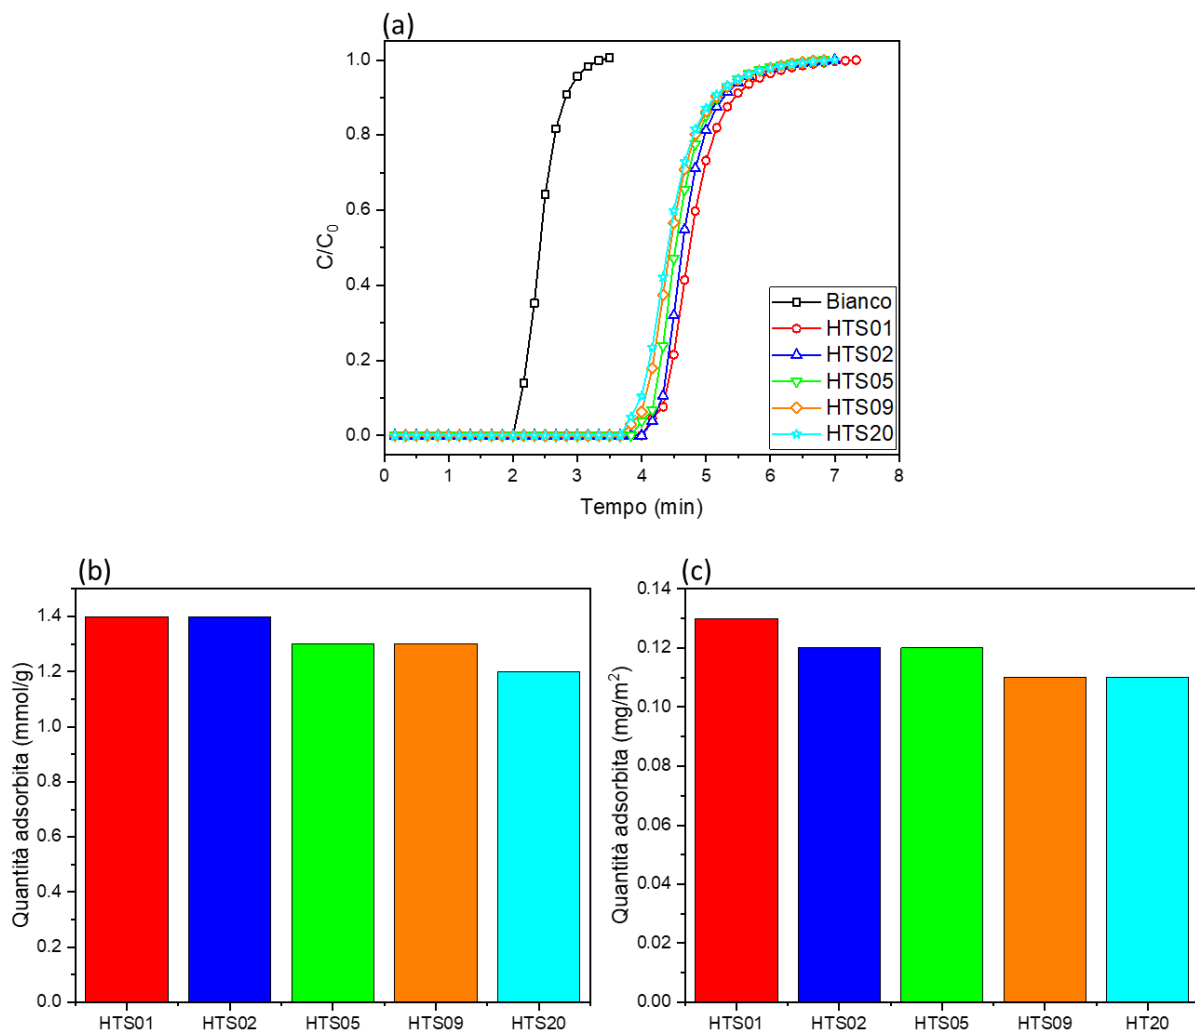 (a)
1.0
0.8
0.6
0.4
0.2
0.0
C/C0
0 1 2 3 4 5 6 7 8
Tempo (min)
Bianco
HTS01
HTS02
HTS05
HTS09
HTS20
(b)
1.4
1.2
1.0
0.8
0.6
0.4
0.2
0.0
Quantità adsorbita (mmol/g)
HTS01 HTS02 HTS05 HTS09 HTS20
(c)
0.14
0.12
0.10
0.08
0.06
0.04
0.02
0.00
Quantità adsorbita (mg/m²)
HTS01 HTS02 HTS05 HTS09 HT20